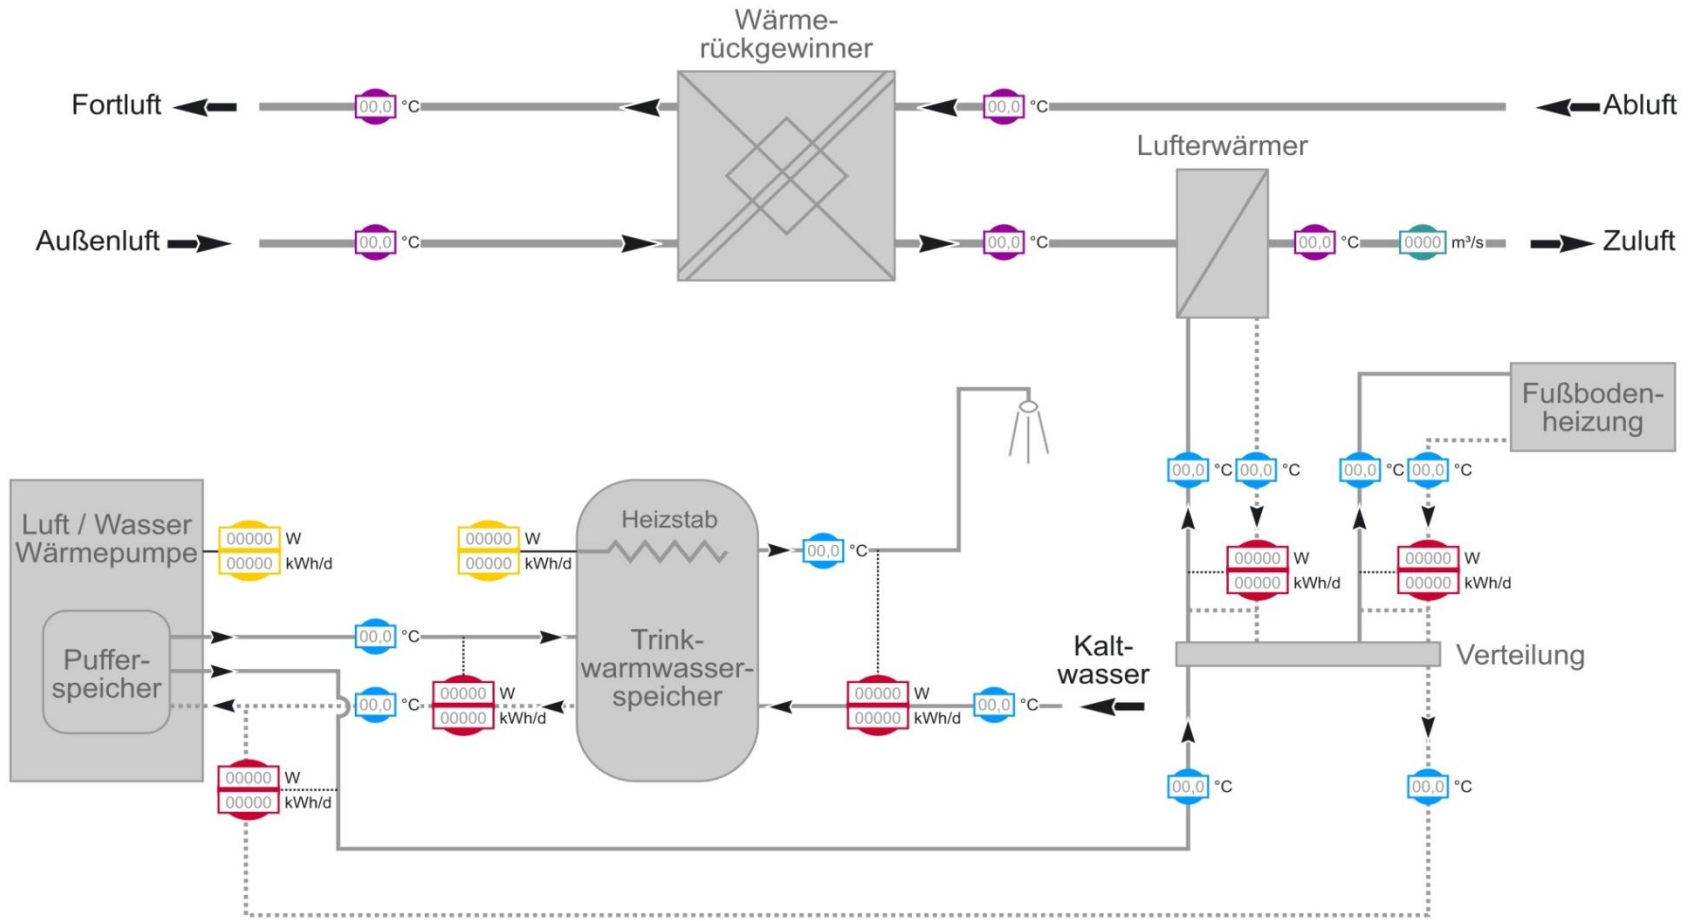 Wärme-
rückgewinner
Fortluft
00,0 °C
00,0 °C
Abluft
Lufterwärmer
Außenluft
00,0 °C
00,0 °C
00,0 °C
0000 m³/s
Zuluft
Fußboden-
heizung
00,0 °C
00,0 °C
00,0 °C
00,0 °C
Luft / Wasser
Wärmepumpe
00000 W
00000 kWh/d
00000 W
00000 kWh/d
Heizstab
00,0 °C
00000 W
00000 kWh/d
00000 W
00000 kWh/d
Puffer-
speicher
00,0 °C
00,0 °C
00000 W
00000 kWh/d
Trink-
warmwasser-
speicher
00000 W
00000 kWh/d
00,0 °C
Kalt-
wasser
Verteilung
00000 W
00000 kWh/d
00,0 °C
00,0 °C